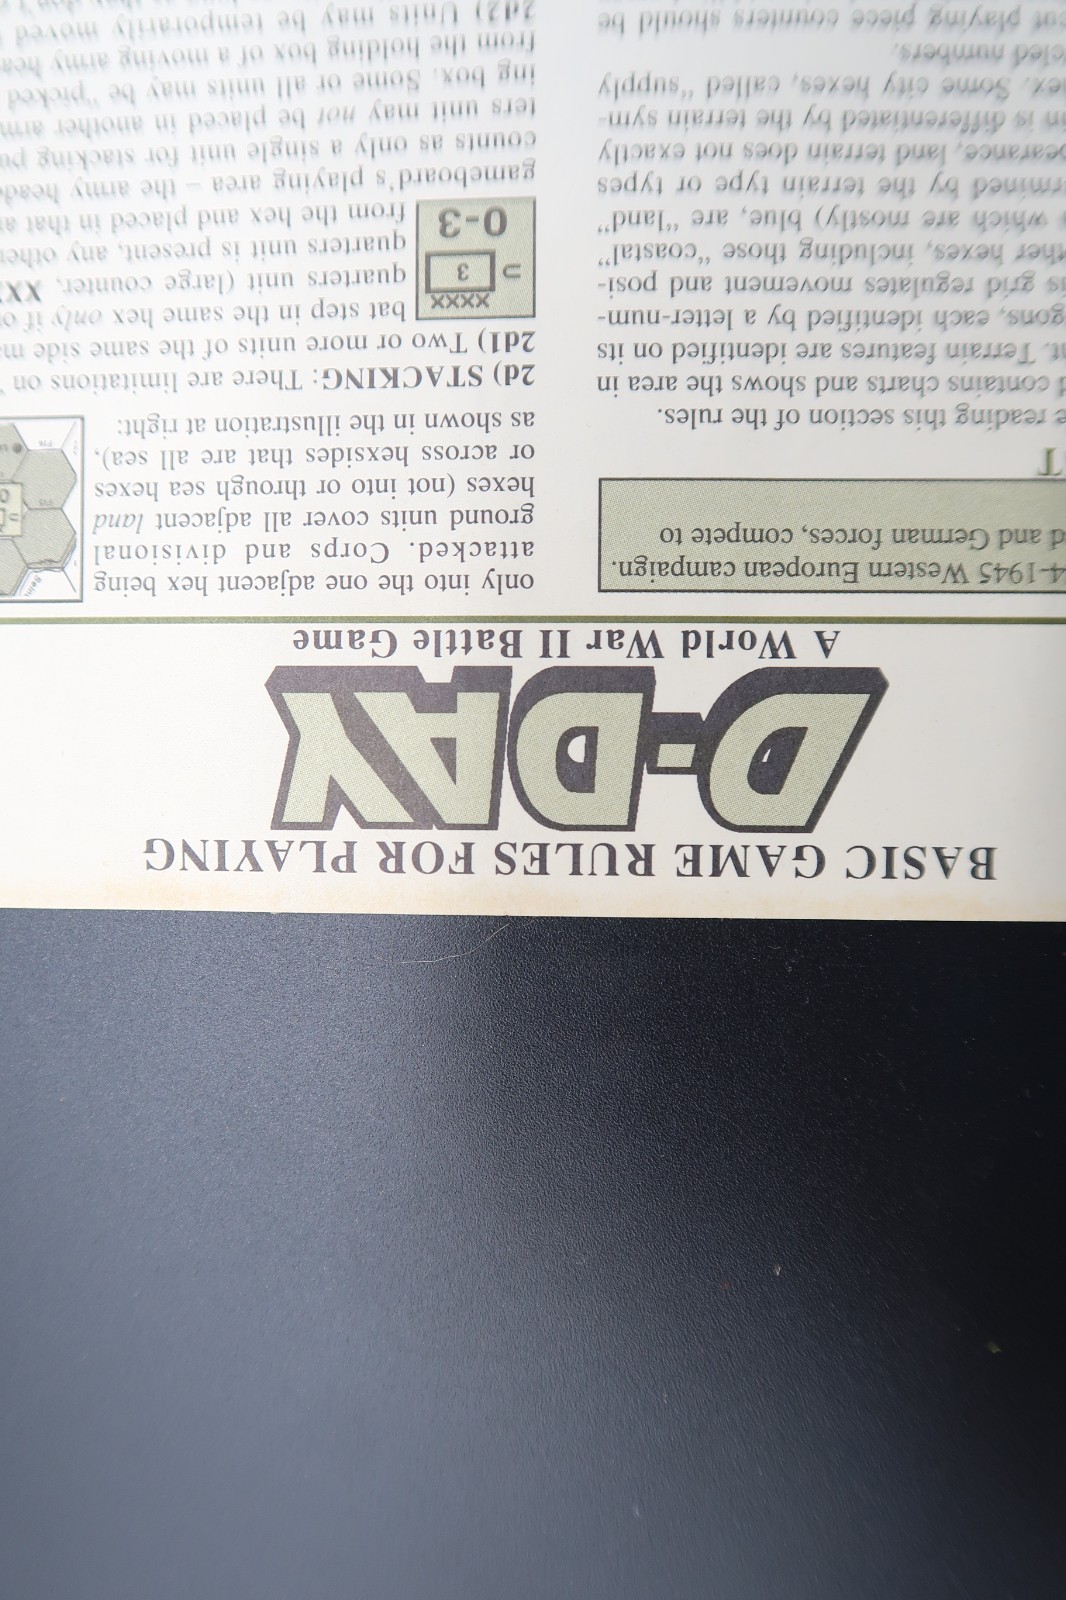 BASIC GAME RULES FOR PLAYING
D-DAY
A World War II Battle Game
4-1945 Western European campaign.
d and German forces, compete to
T
e reading this section of the rules.
d contains charts and shows the area in
t. Terrain features are identified on its
gons, each identified by a letter-num-
is grid regulates movement and posi-
ther hexes, including those “coastal”
s which are mostly) blue, are “land”
rmined by the terrain type or types
pearance, land terrain does not exactly
in is differentiated by the terrain sym-
ex. Some city hexes, called “supply
eled numbers.
cut playing piece counters should be
only into the one adjacent hex being
attacked. Corps and divisional
ground units cover all adjacent land
hexes (not into or through sea hexes
or across hexsides that are all sea),
as shown in the illustration at right:
2d) STACKING: There are limitations on
2d1) Two or more units of the same side ma
bat step in the same hex only if o
quarters unit (large counter, XX
quarters unit is present, any othe
from the hex and placed in that a
XXXX
U 3
0-3
gameboard’s playing area – the army heade
counts as only a single unit for stacking pu
ters unit may not be placed in another arm
ing box. Some or all units may be “picked
from the holding box of a moving army hea
2d2) Units may be temporarily moved